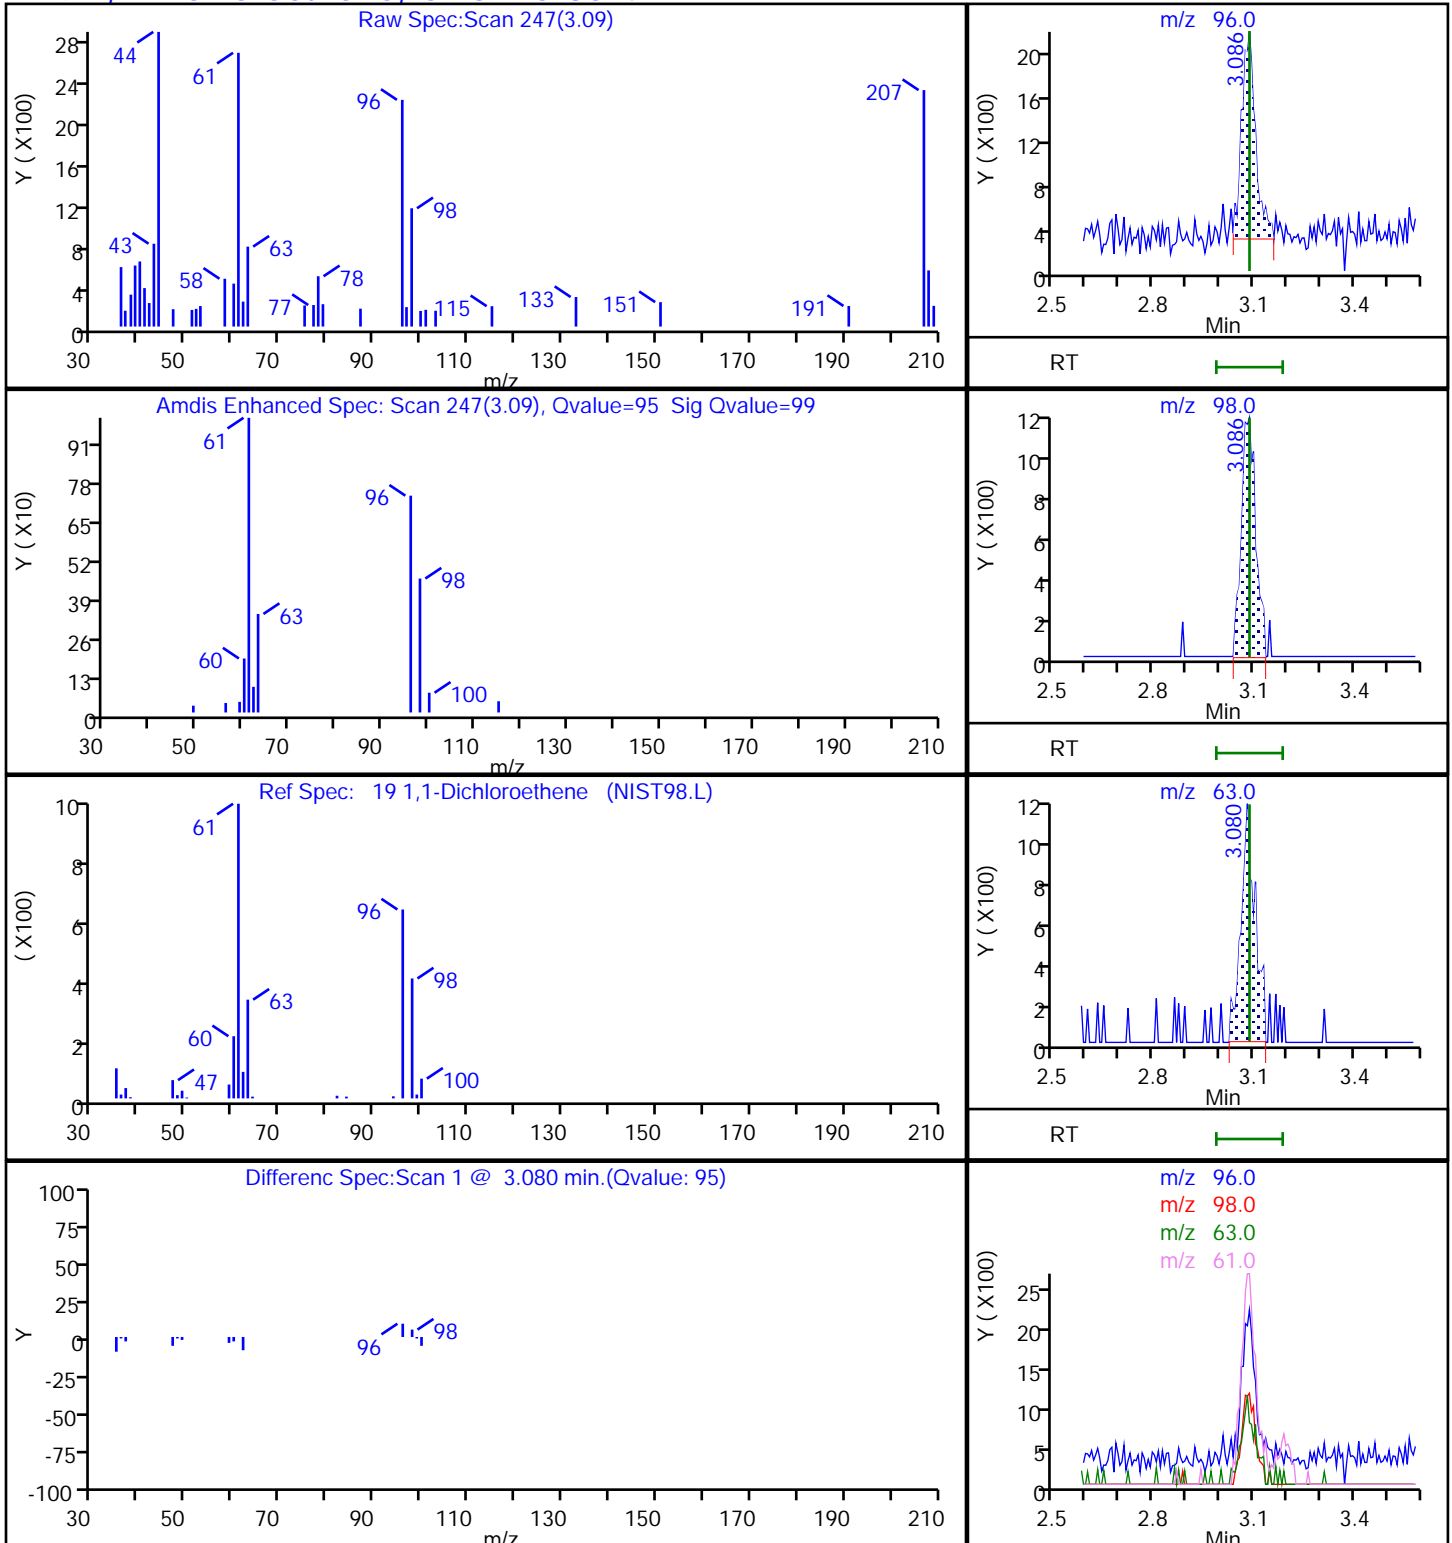 Raw Spec:Scan 247(3.09)
Y ( X100)
28
24
20
16
12
8
4
0
44
61
96
207
98
43
63
58
78
77
115
133
151
191
30 50 70 90 110 130 150 170 190 210
m/z
m/z 96.0
Y ( X100)
20
16
12
8
4
0
3.086
2.5 2.8 3.1 3.4
Min
RT
Amdis Enhanced Spec: Scan 247(3.09), Qvalue=95 Sig Qvalue=99
Y ( X10)
91
78
65
52
39
26
13
0
61
96
98
63
60
100
30 50 70 90 110 130 150 170 190 210
m/z
m/z 98.0
Y ( X100)
12
10
8
6
4
2
0
3.086
2.5 2.8 3.1 3.4
Min
RT
Ref Spec: 19 1,1-Dichloroethene (NIST98.L)
( X100)
10
8
6
4
2
0
61
96
98
63
60
47
100
30 50 70 90 110 130 150 170 190 210
m/z 63.0
Y ( X100)
12
10
8
6
4
2
0
3.080
2.5 2.8 3.1 3.4
Min
RT
Differenc Spec:Scan 1 @ 3.080 min.(Qvalue: 95)
Y
100
75
50
25
0
-25
-50
-75
-100
96
98
30 50 70 90 110 130 150 170 190 210
m/z
m/z 96.0
m/z 98.0
m/z 63.0
m/z 61.0
Y ( X100)
25
20
15
10
5
0
2.5 2.8 3.1 3.4
Min